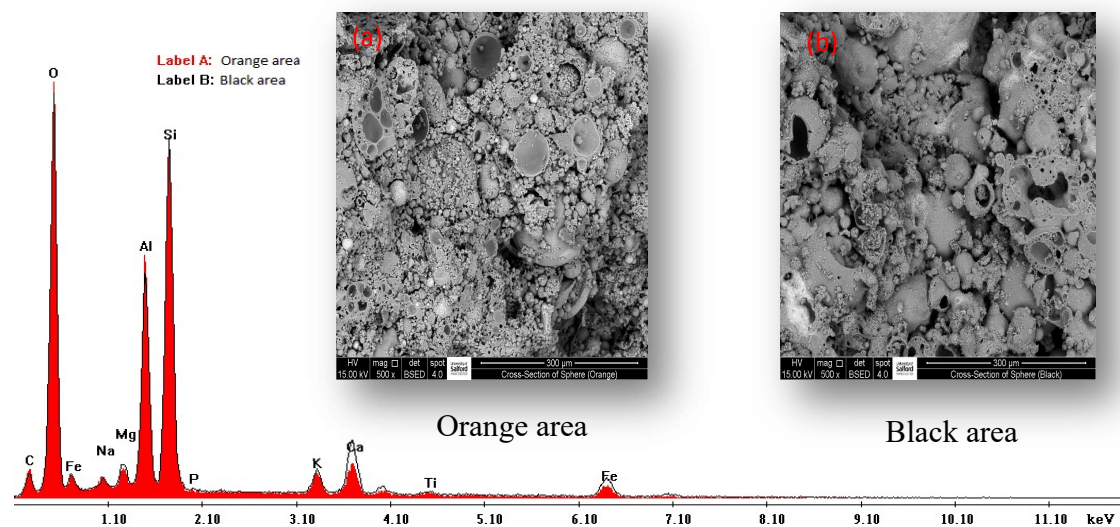 Label A: Orange area
Label B: Black area
O
Si
Al
C
Fe
Na
Mg
P
K
Ca
Ti
Fe
1.10 2.10 3.10 4.10 5.10 6.10 7.10 8.10 9.10 10.10 11.10 keV
(a)
HV mag det spot
15.00 kV 500 x BSED 4.0
Salford
300 µm
Cross-Section of Sphere (Orange)
Orange area
(b)
HV mag det spot
15.00 kV 500 x BSED 4.0
Salford
300 µm
Cross-Section of Sphere (Black)
Black area